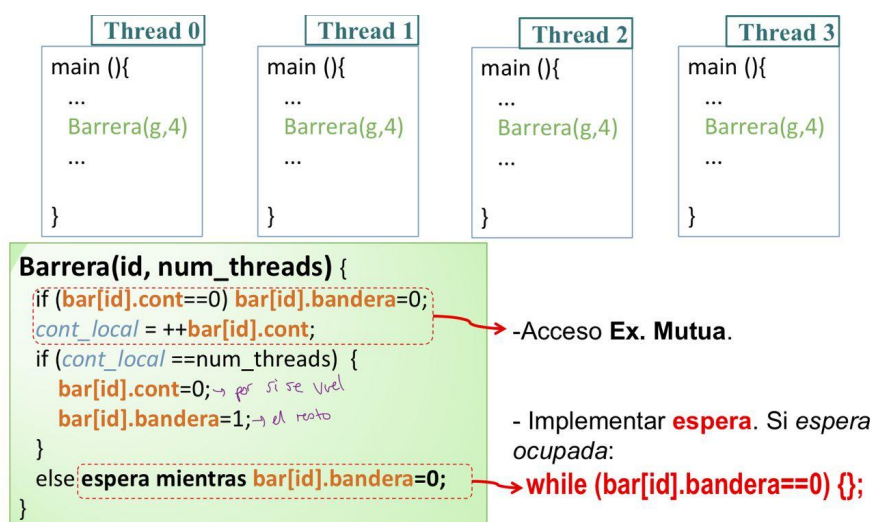 Thread 0
main (){
...
Barrera(g,4)
...
}
Thread 1
main (){
...
Barrera(g,4)
...
}
Thread 2
main (){
...
Barrera(g,4)
...
}
Thread 3
main (){
...
Barrera(g,4)
...
}
Barrera(id, num_threads) {
if (bar[id].cont==0) bar[id].bandera=0;
cont_local = ++bar[id].cont;
if (cont_local ==num_threads) {
bar[id].cont=0; → por si se vuel
bar[id].bandera=1; → el resto
}
else espera mientras bar[id].bandera=0;
}
-Acceso Ex. Mutua.
- Implementar espera. Si espera
ocupada:
while (bar[id].bandera==0) {};